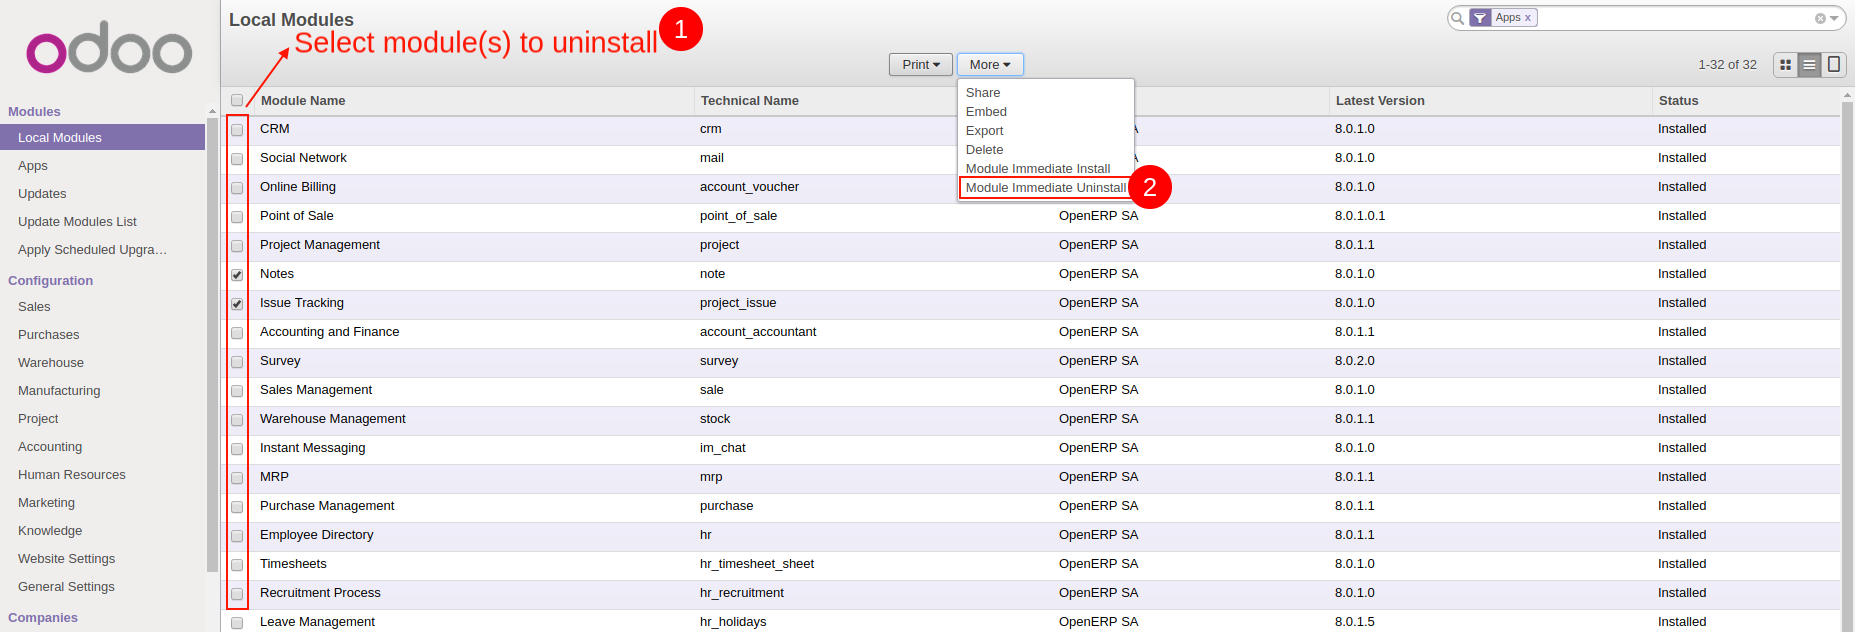 odoo
Modules
Local Modules
Apps
Updates
Update Modules List
Apply Scheduled Upgra…
Configuration
Sales
Purchases
Warehouse
Manufacturing
Project
Accounting
Human Resources
Marketing
Knowledge
Website Settings
General Settings
Companies
Local Modules
Select module(s) to uninstall 1
Apps x
Print More
1-32 of 32
Share
Embed
Export
Delete
Module Immediate Install
Module Immediate Uninstall 2
Module Name Technical Name Latest Version Status
CRM crm A 8.0.1.0 Installed
Social Network mail A 8.0.1.0 Installed
Online Billing account_voucher 8.0.1.0 Installed
Point of Sale point_of_sale OpenERP SA 8.0.1.0.1 Installed
Project Management project OpenERP SA 8.0.1.1 Installed
Notes note OpenERP SA 8.0.1.0 Installed
Issue Tracking project_issue OpenERP SA 8.0.1.0 Installed
Accounting and Finance account_accountant OpenERP SA 8.0.1.1 Installed
Survey survey OpenERP SA 8.0.2.0 Installed
Sales Management sale OpenERP SA 8.0.1.0 Installed
Warehouse Management stock OpenERP SA 8.0.1.1 Installed
Instant Messaging im_chat OpenERP SA 8.0.1.0 Installed
MRP mrp OpenERP SA 8.0.1.1 Installed
Purchase Management purchase OpenERP SA 8.0.1.1 Installed
Employee Directory hr OpenERP SA 8.0.1.1 Installed
Timesheets hr_timesheet_sheet OpenERP SA 8.0.1.0 Installed
Recruitment Process hr_recruitment OpenERP SA 8.0.1.0 Installed
Leave Management hr_holidays OpenERP SA 8.0.1.5 Installed